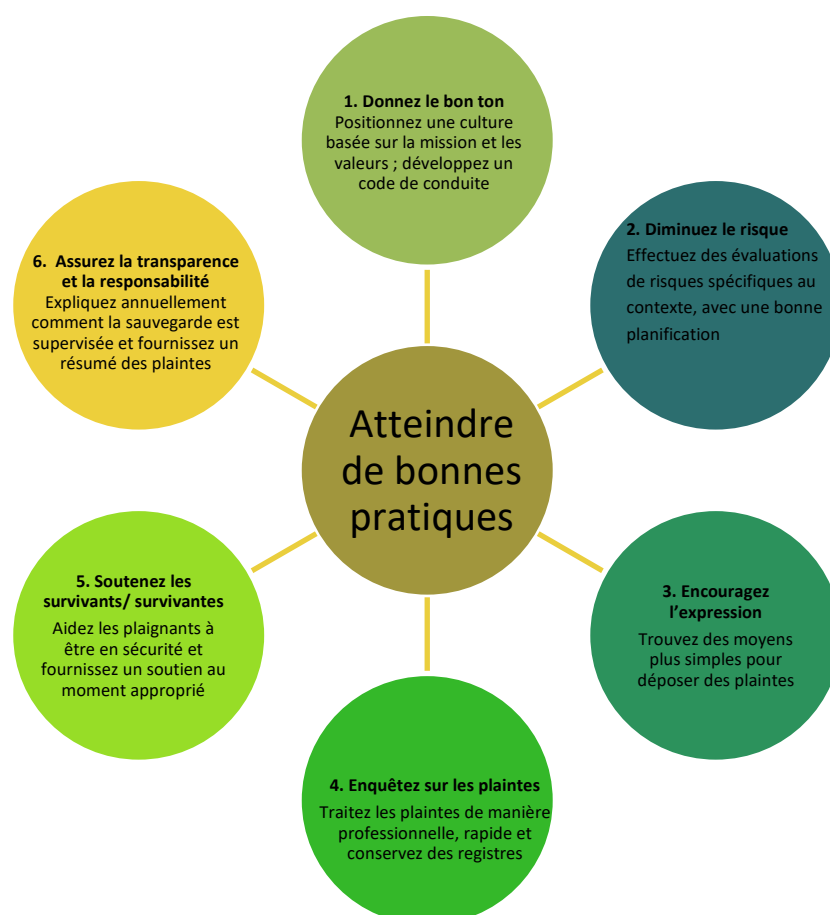 1. Donnez le bon ton
Positionnez une culture
basée sur la mission et les
valeurs ; développez un
code de conduite
2. Diminuez le risque
Effectuez des évaluations
de risques spécifiques au
contexte, avec une bonne
planification
3. Encouragez
l’expression
Trouvez des moyens
plus simples pour
déposer des plaintes
4. Enquêtez sur les plaintes
Traitez les plaintes de manière
professionnelle, rapide et
conservez des registres
5. Soutenez les
survivants/ survivantes
Aidez les plaignants à
être en sécurité et
fournissez un soutien au
moment approprié
6. Assurez la transparence
et la responsabilité
Expliquez annuellement
comment la sauvegarde est
supervisée et fournissez un
résumé des plaintes
Atteindre
de bonnes
pratiques